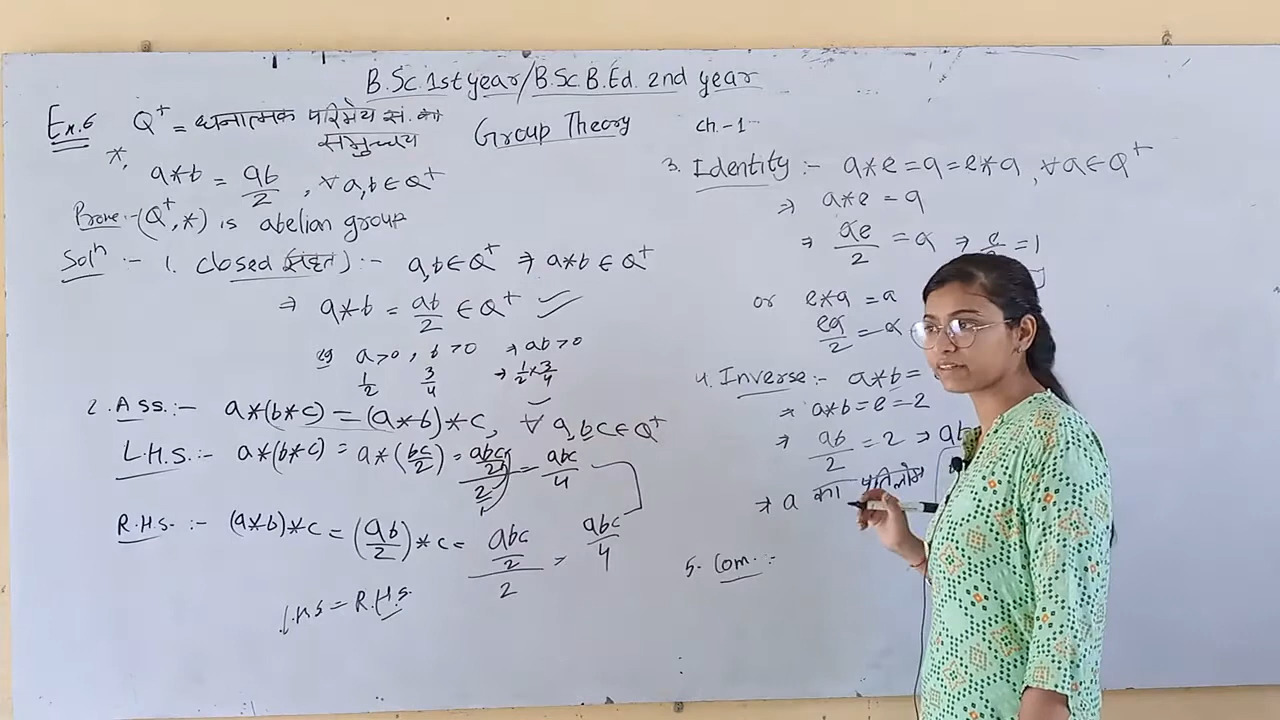 B.Sc. 1st year/B.Sc.B.Ed. 2nd year
Ex.6 Q⁺ = धनात्मक परिमेय सं. का
समुच्चय
Group Theory
Ch.-1
*,
a*b = ab/2 , ∀ a,b ∈ Q⁺
Prove :- (Q⁺,*) is abelian group
Solⁿ :- 1. Closed (संवृत) :- a,b ∈ Q⁺ ⇒ a*b ∈ Q⁺
⇒ a*b = ab/2 ∈ Q⁺
eg a>0, b>0 ⇒ ab>0
1/2 3/4 → 1/2 × 3/4
2. Ass. :- a*(b*c) = (a*b)*c, ∀ a,b,c ∈ Q⁺
L.H.S. :- a*(b*c) = a*(bc/2) = (abc/2)/2 = abc/4
R.H.S. :- (a*b)*c = (ab/2)*c = (abc/2)/2 = abc/4
L.H.S = R.H.S.
3. Identity :- a*e = a = e*a, ∀ a ∈ Q⁺
⇒ a*e = a
⇒ ae/2 = a ⇒ e/2 = 1
or e*a = a
ea/2 = a
4. Inverse :- a*b =
⇒ a*b = e = 2
⇒ ab/2 = 2 ⇒ ab
⇒ a का प्रतिलोम
5. Com. :-